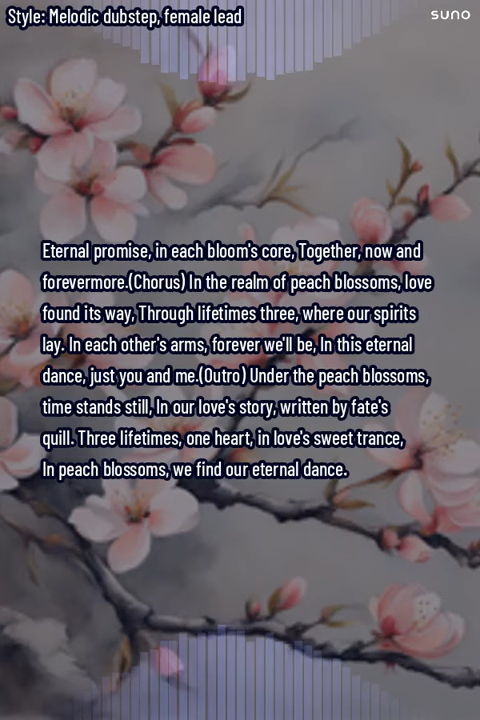 Style: Melodic dubstep, female lead
suno
Eternal promise, in each bloom's core, Together, now and
forevermore.(Chorus) In the realm of peach blossoms, love
found its way, Through lifetimes three, where our spirits
lay. In each other's arms, forever we'll be, In this eternal
dance, just you and me.(Outro) Under the peach blossoms,
time stands still, In our love's story, written by fate's
quill. Three lifetimes, one heart, in love's sweet trance,
In peach blossoms, we find our eternal dance.